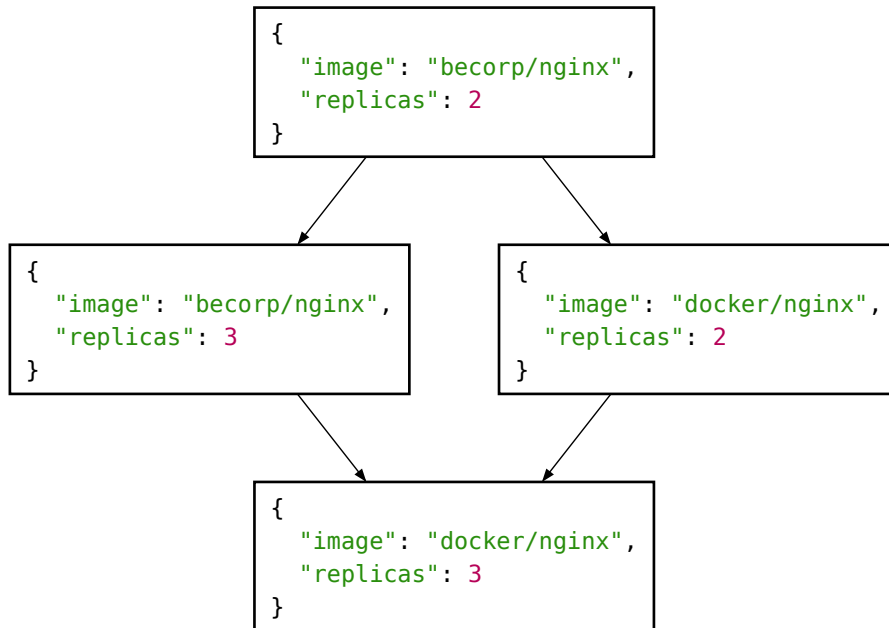 {
  "image": "becorp/nginx",
  "replicas": 2
}
{
  "image": "becorp/nginx",
  "replicas": 3
}
{
  "image": "docker/nginx",
  "replicas": 2
}
{
  "image": "docker/nginx",
  "replicas": 3
}